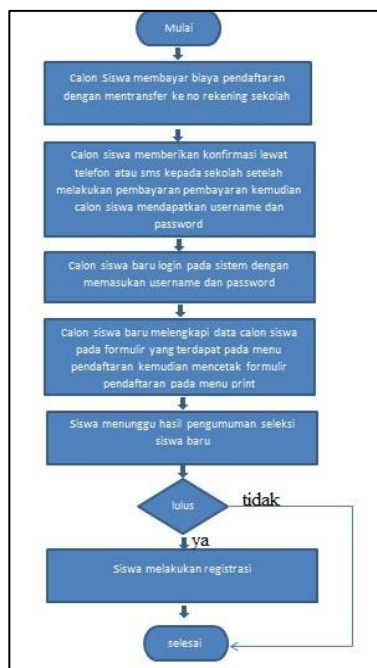 Mulai
Calon Siswa membayar biaya pendaftaran
dengan mentransfer ke no rekening sekolah
Calon siswa memberikan konfirmasi lewat
telefon atau sms kepada sekolah setelah
melakukan pembayaran pembayaran kemudian
calon siswa mendapatkan username dan
password
Calon siswa baru login pada sistem dengan
memasukan username dan password
Calon siswa baru melengkapi data calon siswa
pada formulir yang terdapat pada menu
pendaftaran kemudian mencetak formulir
pendaftaran pada menu print
Siswa menunggu hasil pengumuman seleksi
siswa baru
lulus
tidak
ya
Siswa melakukan registrasi
selesai